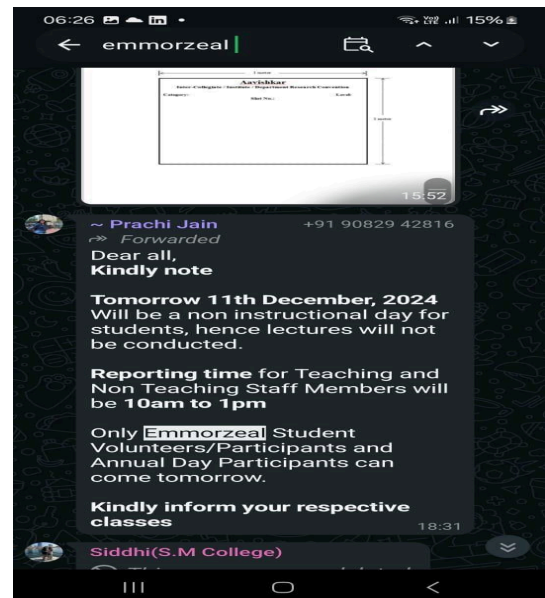 06:26
15%
emmorzeal
1 meter
Aavishkar
Inter-Collegiate / Institute / Department Research Convention
Category:- Level:
Slot No.:
1 meter
15:52
~ Prachi Jain +91 90829 42816
Forwarded
Dear all,
Kindly note
Tomorrow 11th December, 2024
Will be a non instructional day for
students, hence lectures will not
be conducted.
Reporting time for Teaching and
Non Teaching Staff Members will
be 10am to 1pm
Only Emmorzeal Student
Volunteers/Participants and
Annual Day Participants can
come tomorrow.
Kindly inform your respective
classes
18:31
Siddhi(S.M College)